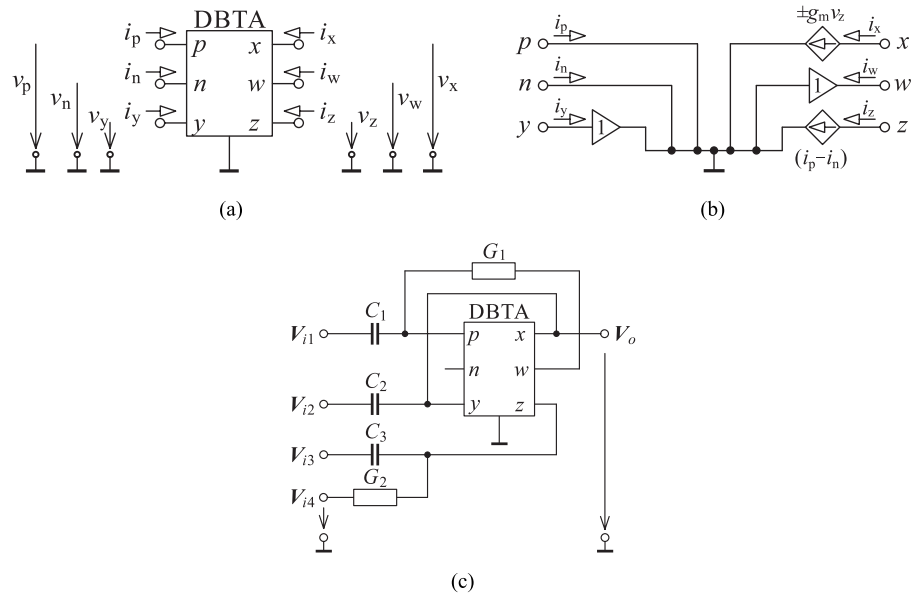 DBTA
i_p p x i_x
v_p i_n n w i_w v_x
v_n v_w
i_y y z i_z
v_y v_z
(a)
±g_m v_z
p i_p i_x x
n i_n 1 i_w w
y i_y 1 i_z z
(i_p–i_n)
(b)
G_1
C_1 DBTA
V_i1 p x V_o
n w
C_2
V_i2 y z
C_3
V_i3
G_2
V_i4
(c)